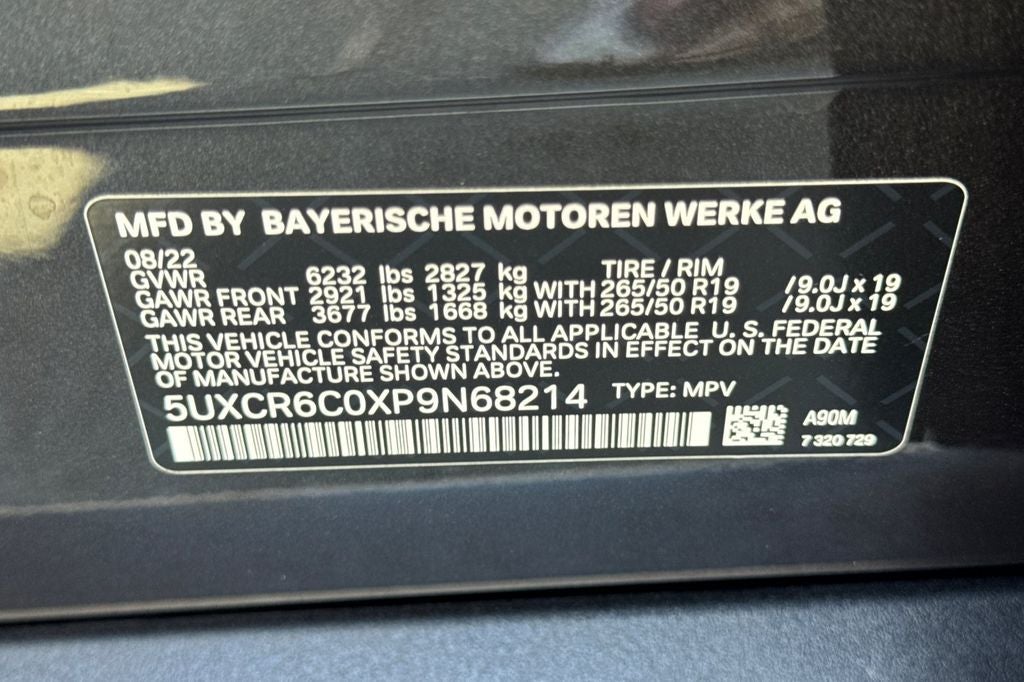 MFD BY BAYERISCHE MOTOREN WERKE AG
08/22 TIRE / RIM
GVWR 6232 lbs 2827 kg
GAWR FRONT 2921 lbs 1325 kg WITH 265/50 R19 /9.0J x 19
GAWR REAR 3677 lbs 1668 kg WITH 265/50 R19 /9.0J x 19
THIS VEHICLE CONFORMS TO ALL APPLICABLE U. S. FEDERAL
MOTOR VEHICLE SAFETY STANDARDS IN EFFECT ON THE DATE
OF MANUFACTURE SHOWN ABOVE.
5UXCR6C0XP9N68214 TYPE: MPV
A90M
7 320 729